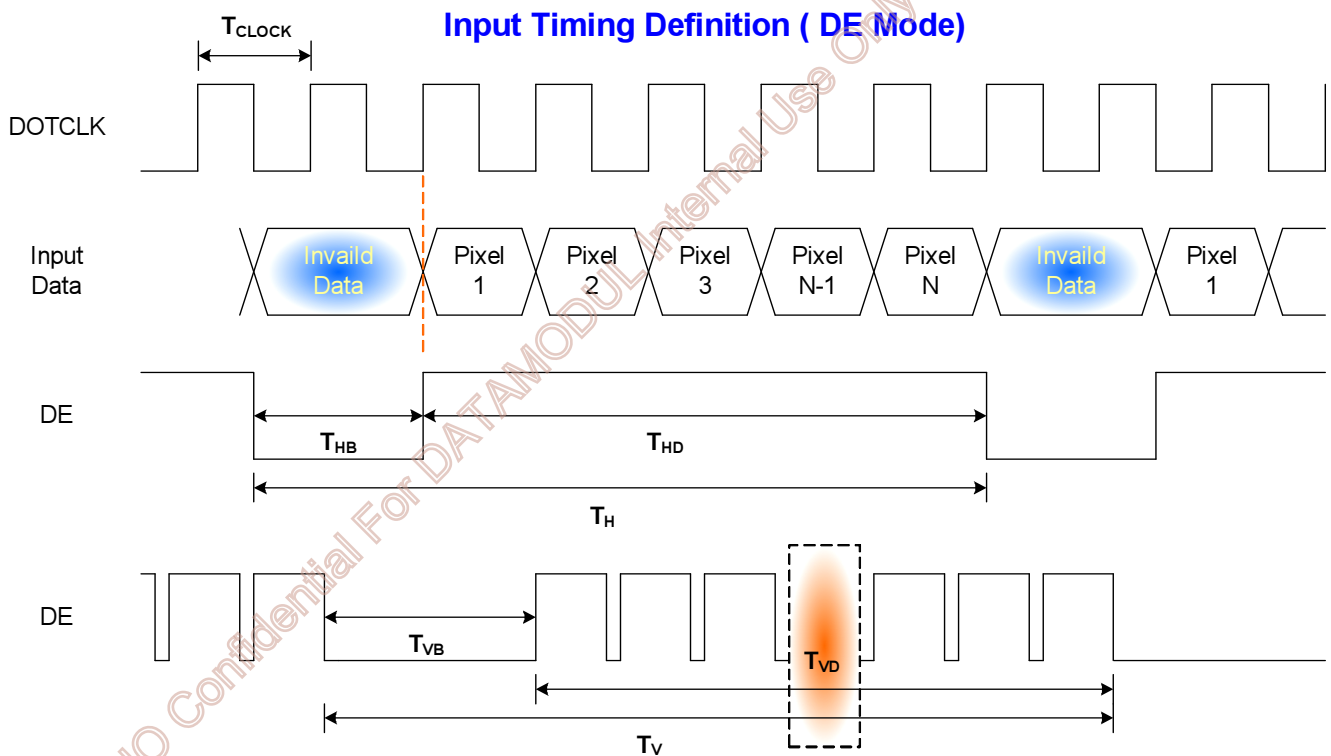 Input Timing Definition ( DE Mode)
TCLOCK
DOTCLK
Input
Data
Invaild
Data
Pixel
1
Pixel
2
Pixel
3
Pixel
N-1
Pixel
N
Invaild
Data
Pixel
1
DE
THB
THD
TH
DE
TVB
TVD
TV
O Confidential For DATAMODUL Internal Use Only